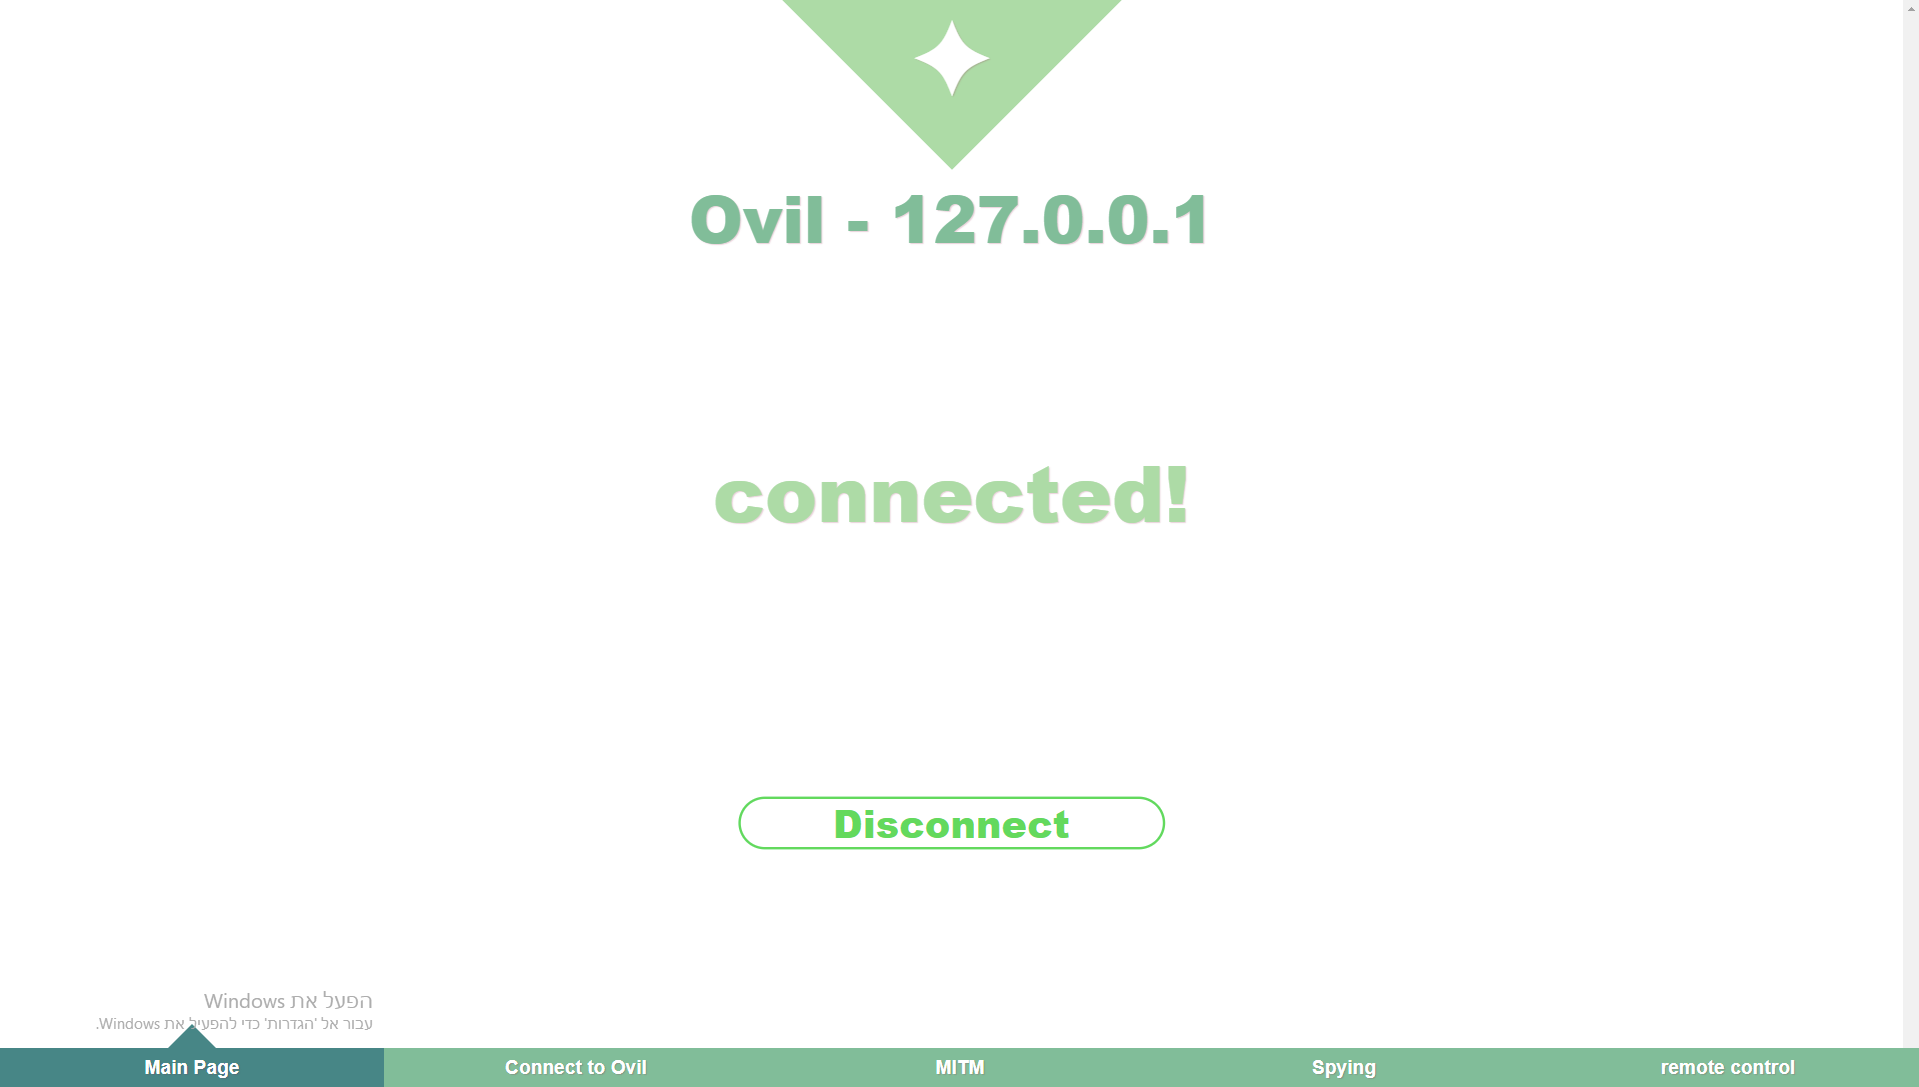 Ovil - 127.0.0.1
connected!
Disconnect
הפעל את Windows
עבור אל 'הגדרות' כדי להפעיל את Windows.
Main Page
Connect to Ovil
MITM
Spying
remote control